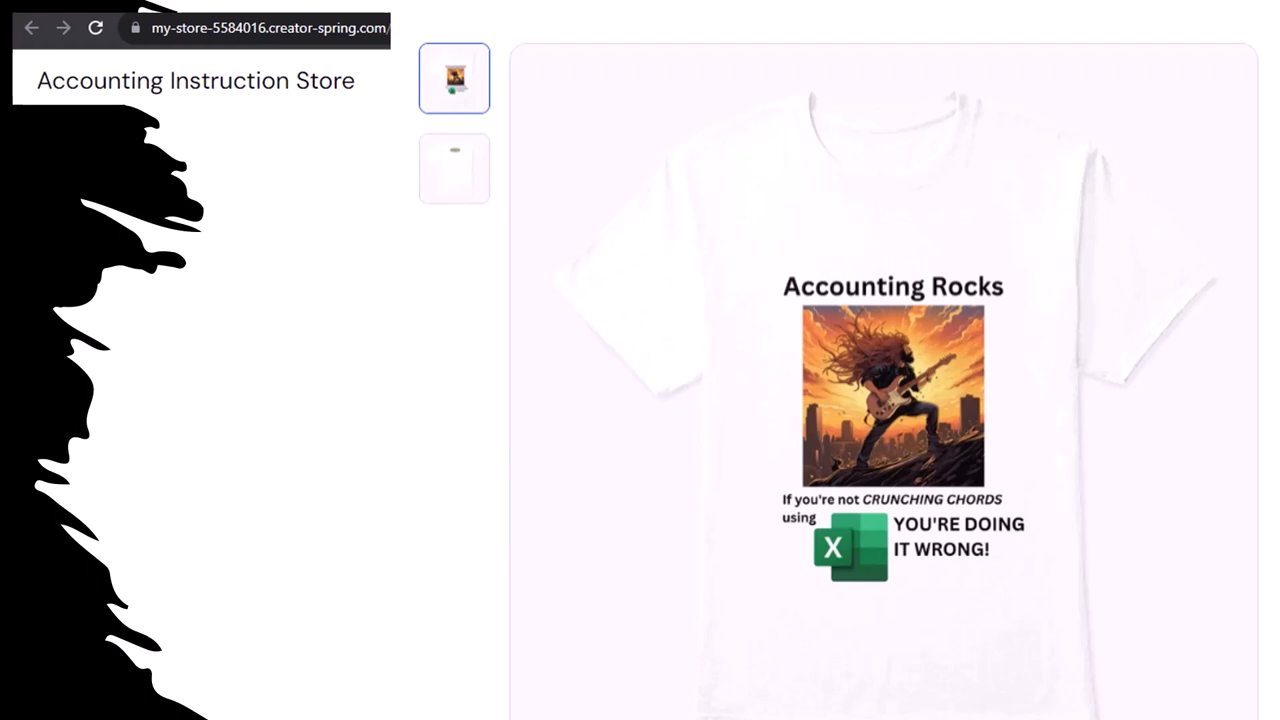 my-store-5584016.creator-spring.com/
Accounting Instruction Store
Accounting Rocks
If you're not CRUNCHING CHORDS
using
X
YOU'RE DOING
IT WRONG!